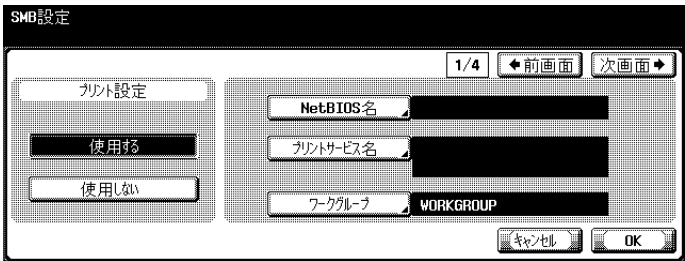 SMB設定
1/4
←前画面
次画面→
プリント設定
使用する
使用しない
NetBIOS名
プリントサービス名
ワークグループ
WORKGROUP
キャンセル
OK